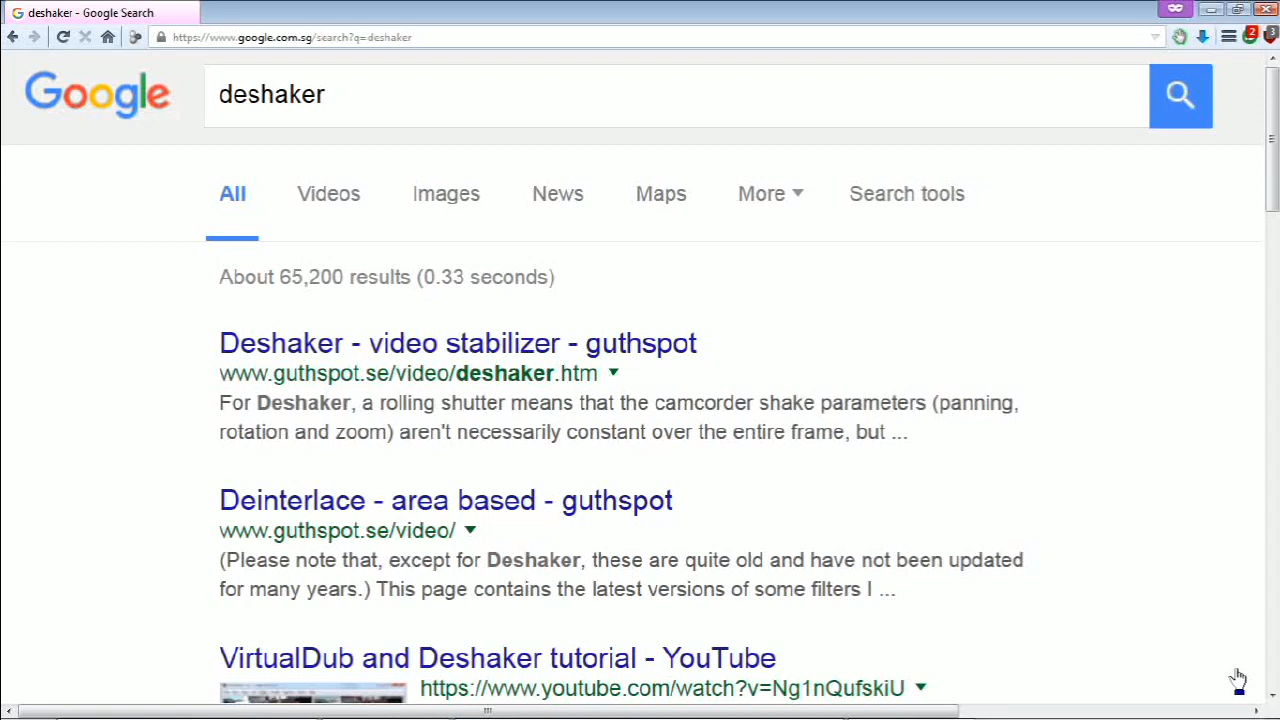 deshaker - Google Search
https://www.google.com.sg/search?q=deshaker
2
3
Google
deshaker
All Videos Images News Maps More Search tools
About 65,200 results (0.33 seconds)
Deshaker - video stabilizer - guthspot
www.guthspot.se/video/deshaker.htm
For Deshaker, a rolling shutter means that the camcorder shake parameters (panning,
rotation and zoom) aren't necessarily constant over the entire frame, but ...
Deinterlace - area based - guthspot
www.guthspot.se/video/
(Please note that, except for Deshaker, these are quite old and have not been updated
for many years.) This page contains the latest versions of some filters I ...
VirtualDub and Deshaker tutorial - YouTube
https://www.youtube.com/watch?v=Ng1nQufskiU